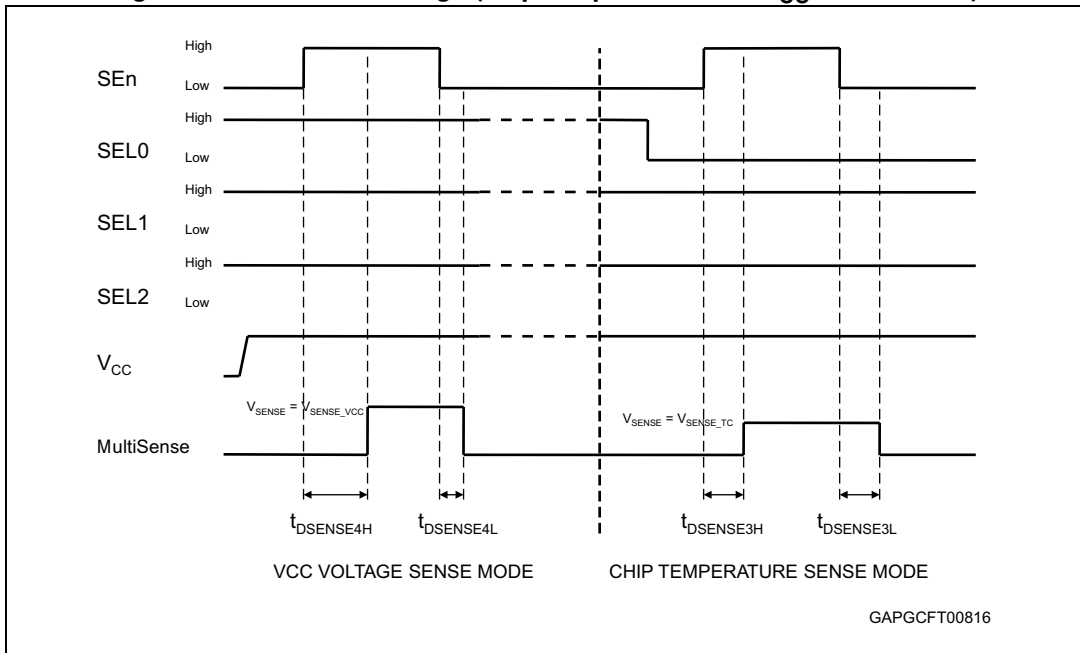 SEn
High
Low
SEL0
High
Low
SEL1
High
Low
SEL2
High
Low
VCC
MultiSense
VSENSE = VSENSE_VCC
VSENSE = VSENSE_TC
tDSENSE4H
tDSENSE4L
tDSENSE3H
tDSENSE3L
VCC VOLTAGE SENSE MODE
CHIP TEMPERATURE SENSE MODE
GAPGCFT00816